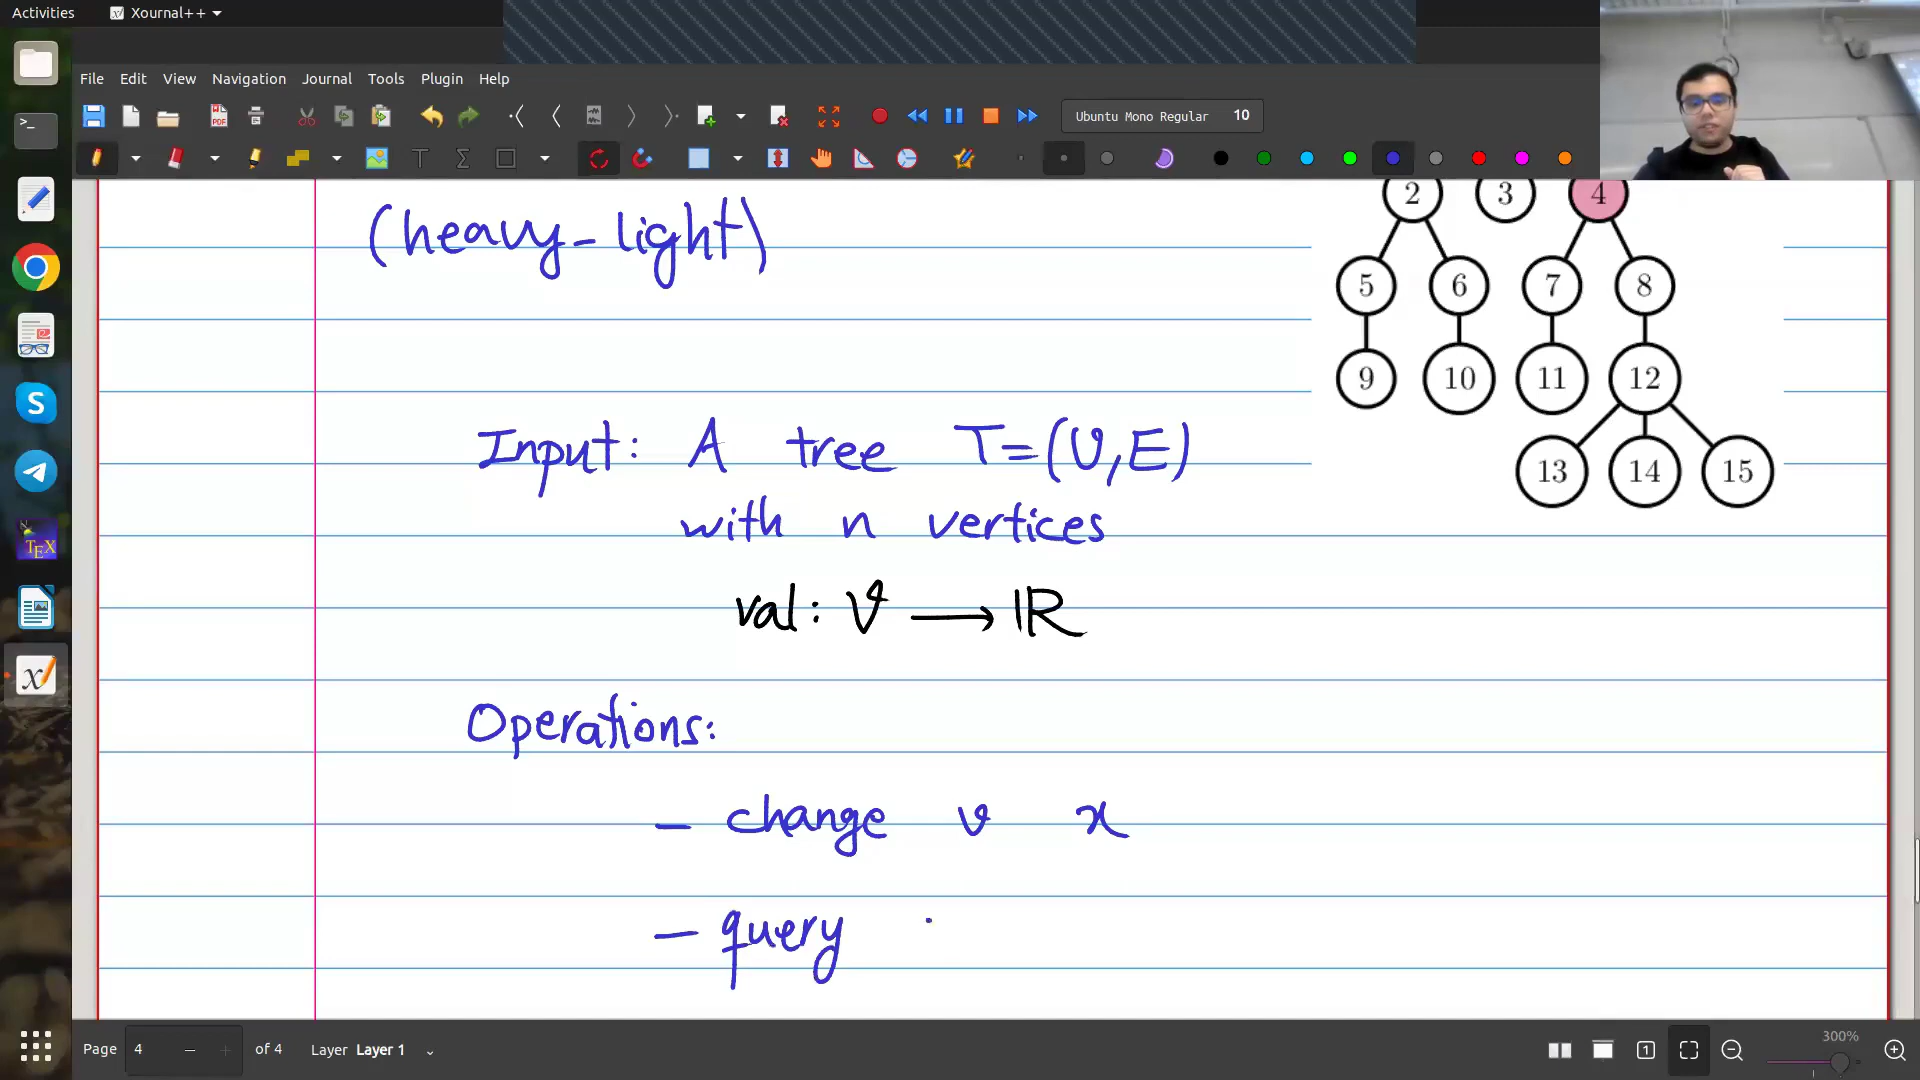 Activities Xournal++
File Edit View Navigation Journal Tools Plugin Help
Ubuntu Mono Regular 10
(heavy-light)
2 3 4
5 6 7 8
9 10 11 12
13 14 15
Input: A tree T=(V,E)
with n vertices
val: V → ℝ
Operations:
- change v x
- query
Page 4 of 4 Layer Layer 1 300%